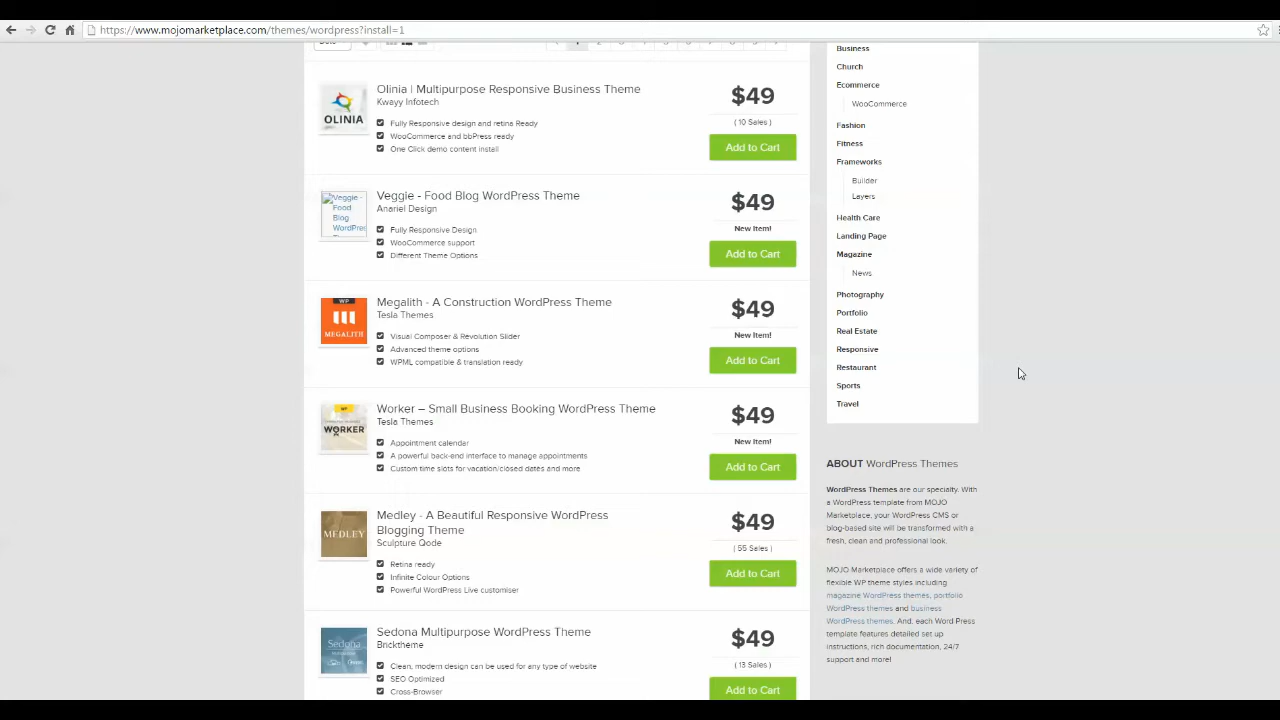 https://www.mojomarketplace.com/themes/wordpress?install=1
Olinia | Multipurpose Responsive Business Theme
Kwayy Infotech
Fully Responsive design and retina Ready
WooCommerce and bbPress ready
One Click demo content install
$49
( 10 Sales )
Add to Cart
OLINIA
Veggie - Food Blog WordPress Theme
Anariel Design
Fully Responsive Design
WooCommerce support
Different Theme Options
$49
New Item!
Add to Cart
Veggie -
Food
Blog
WordPres
Megalith - A Construction WordPress Theme
Tesla Themes
Visual Composer & Revolution Slider
Advanced theme options
WPML compatible & translation ready
$49
New Item!
Add to Cart
WP
MEGALITH
Worker – Small Business Booking WordPress Theme
Tesla Themes
Appointment calendar
A powerful back-end interface to manage appointments
Custom time slots for vacation/closed dates and more
$49
New Item!
Add to Cart
WORKER
Medley - A Beautiful Responsive WordPress
Blogging Theme
Sculpture Qode
Retina ready
Infinite Colour Options
Powerful WordPress Live customiser
$49
( 55 Sales )
Add to Cart
MEDLEY
Sedona Multipurpose WordPress Theme
Bricktheme
Clean, modern design can be used for any type of website
SEO Optimized
Cross-Browser
$49
( 13 Sales )
Add to Cart
Sedona
Business
Church
Ecommerce
WooCommerce
Fashion
Fitness
Frameworks
Builder
Layers
Health Care
Landing Page
Magazine
News
Photography
Portfolio
Real Estate
Responsive
Restaurant
Sports
Travel
ABOUT WordPress Themes
WordPress Themes are our specialty. With
a WordPress template from MOJO
Marketplace, your WordPress CMS or
blog-based site will be transformed with a
fresh, clean and professional look.
MOJO Marketplace offers a wide variety of
flexible WP theme styles including
magazine WordPress themes, portfolio
WordPress themes and business
WordPress themes. And, each Word Press
template features detailed set up
instructions, rich documentation, 24/7
support and more!